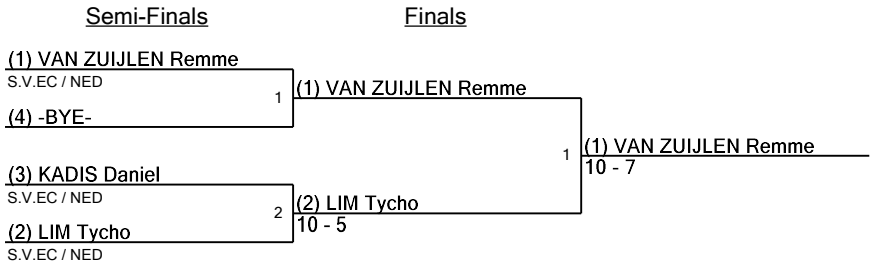 Semi-Finals Finals
(1) VAN ZUIJLEN Remme
S.V.EC / NED
1
(1) VAN ZUIJLEN Remme
(4) -BYE-
1
(1) VAN ZUIJLEN Remme
10 - 7
(3) KADIS Daniel
S.V.EC / NED
2
(2) LIM Tycho
10 - 5
(2) LIM Tycho
S.V.EC / NED